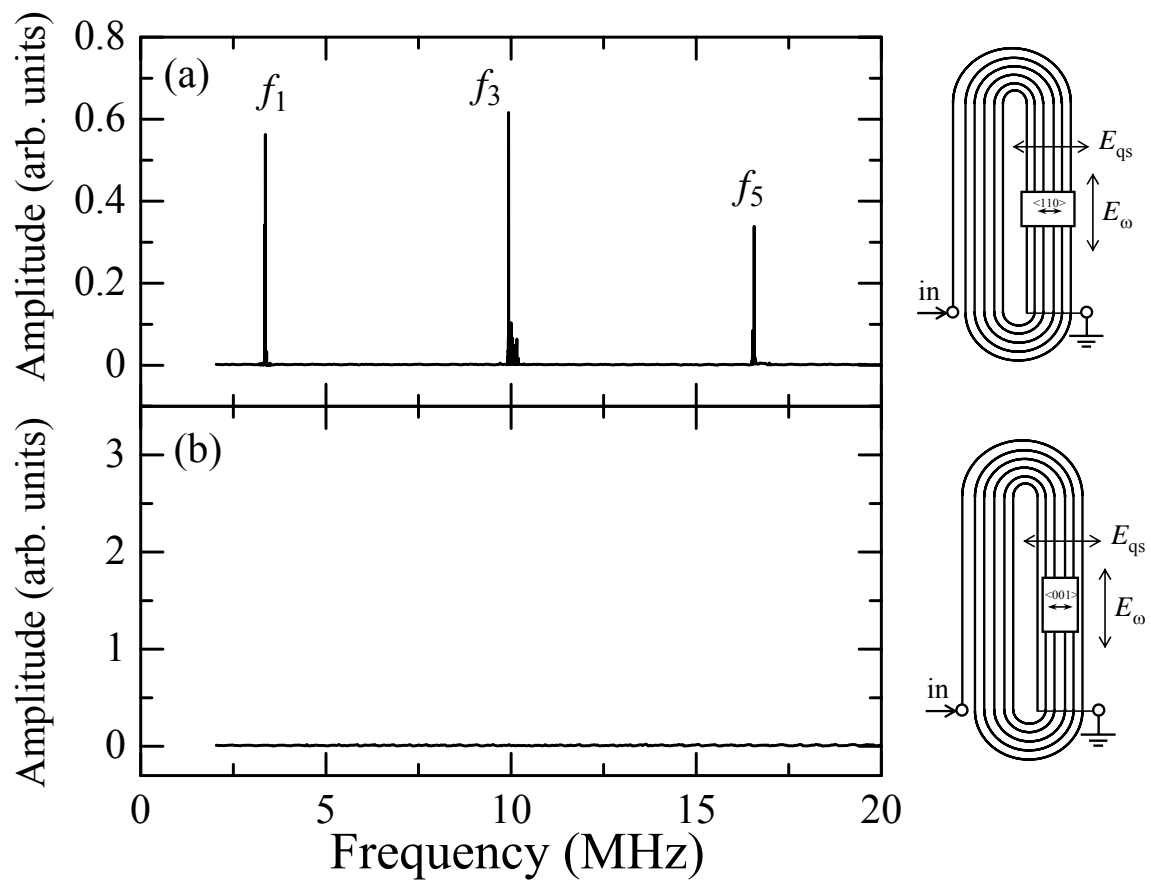 Amplitude (arb. units)
0.8
0.6
0.4
0.2
0
(a)
f1
f3
f5
Eqs
<110>
Eω
in
Amplitude (arb. units)
3
2
1
0
(b)
Eqs
<001>
Eω
in
0 5 10 15 20
Frequency (MHz)